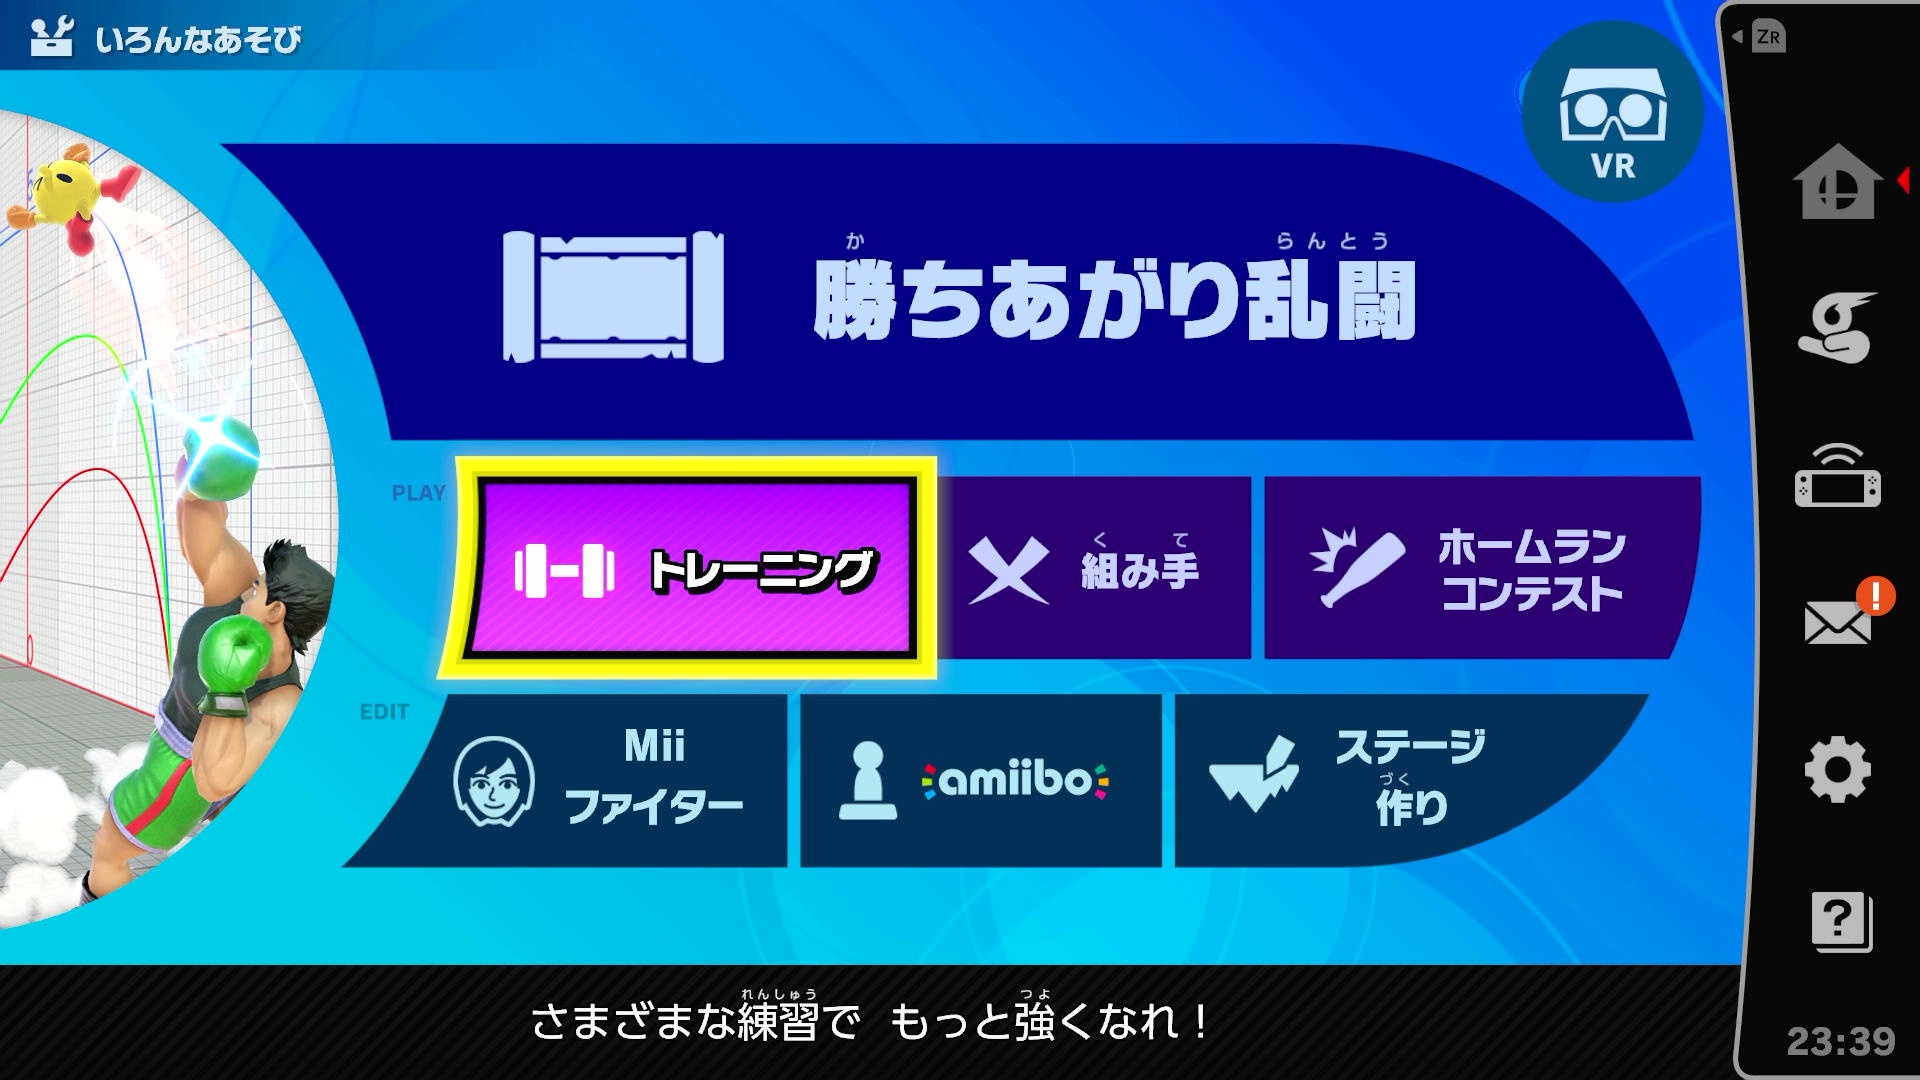 いろんなあそび
ZR
VR
か らんとう
勝ちあがり乱闘
PLAY
トレーニング
く て
組み手
ホームラン
コンテスト
EDIT
Mii
ファイター
amiibo
ステージ
づく
作り
!
?
れんしゅう つよ
さまざまな練習で もっと強くなれ！
23:39